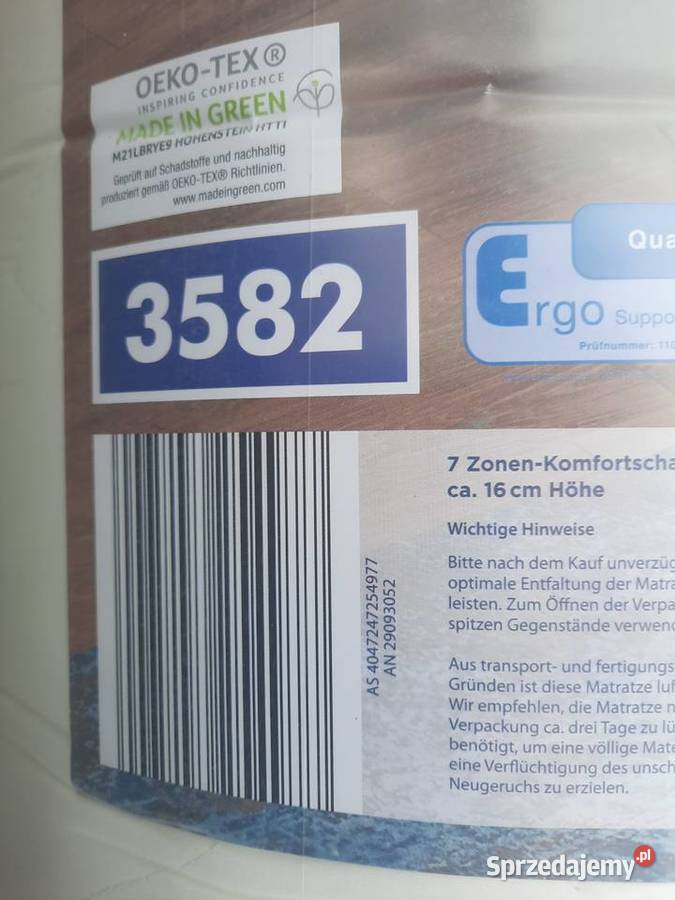 OEKO-TEX®
INSPIRING CONFIDENCE
MADE IN GREEN
M21LBRYE9 HOHENSTEIN HTTI
Geprüft auf Schadstoffe und nachhaltig
produziert gemäß OEKO-TEX® Richtlinien.
www.madeingreen.com
3582
Qua
Ergo Suppo
Prüfnummer: 110
7 Zonen-Komfortscha
ca. 16 cm Höhe
Wichtige Hinweise
Bitte nach dem Kauf unverzüg
optimale Entfaltung der Matra
leisten. Zum Öffnen der Verpa
spitzen Gegenstände verwend
Aus transport- und fertigungs
Gründen ist diese Matratze luf
Wir empfehlen, die Matratze n
Verpackung ca. drei Tage zu lü
benötigt, um eine völlige Mate
eine Verflüchtigung des unsch
Neugeruchs zu erzielen.
AS 4047247254977
AN 29093052
Sprzedajemy.pl